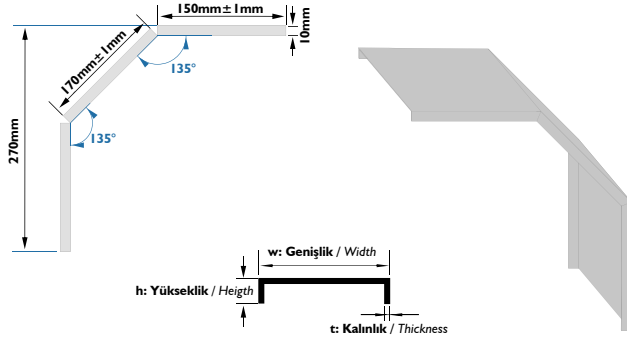 150mm±1mm
10mm
170mm±1mm
135°
135°
270mm
w: Genişlik / Width
h: Yükseklik / Heigth
t: Kalınlık / Thickness